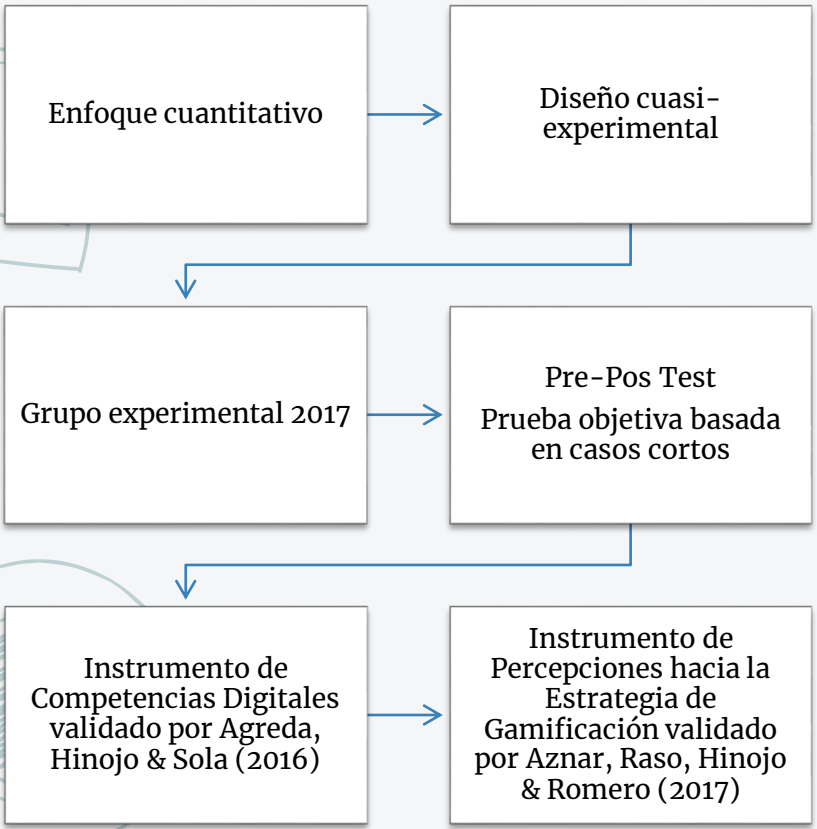 Enfoque cuantitativo
Diseño cuasi-
experimental
Grupo experimental 2017
Pre-Pos Test
Prueba objetiva basada
en casos cortos
Instrumento de
Competencias Digitales
validado por Agreda,
Hinojo & Sola (2016)
Instrumento de
Percepciones hacia la
Estrategia de
Gamificación validado
por Aznar, Raso, Hinojo
& Romero (2017)